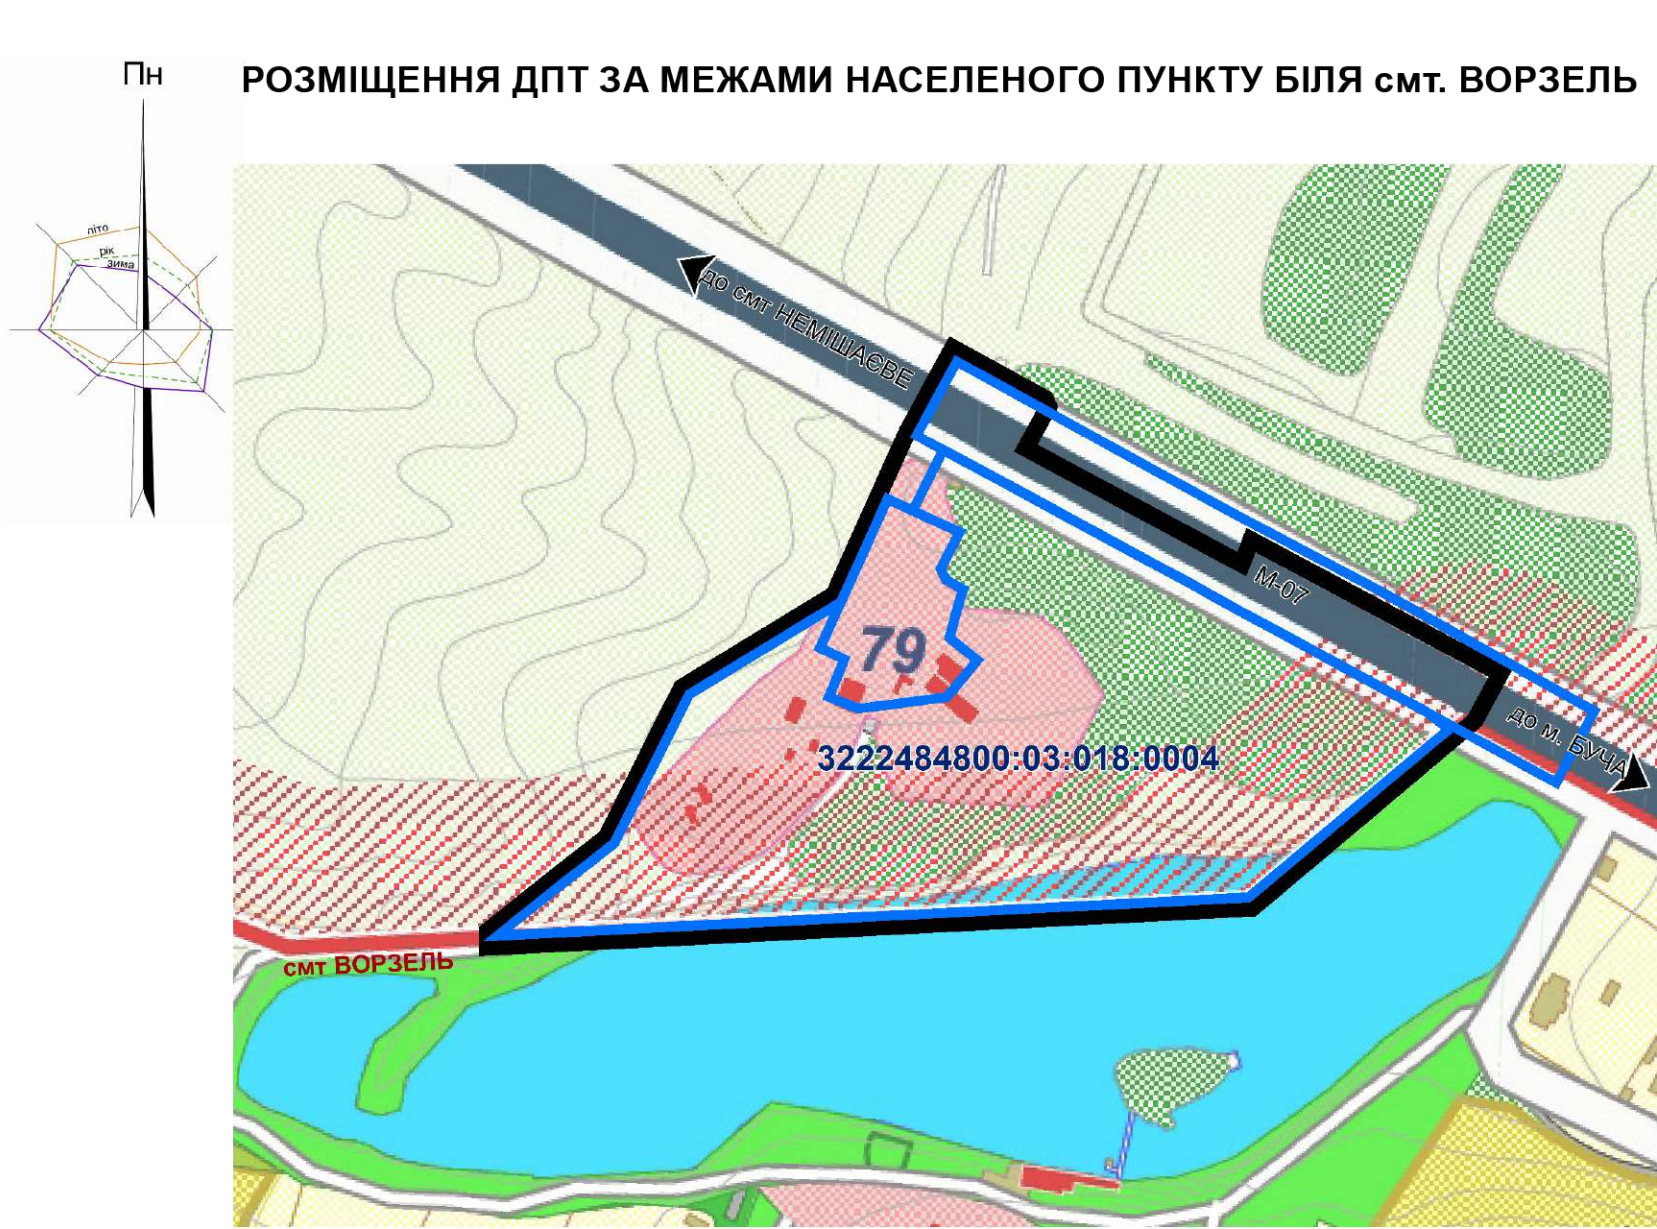 Пн
РОЗМІЩЕННЯ ДПТ ЗА МЕЖАМИ НАСЕЛЕНОГО ПУНКТУ БІЛЯ смт. ВОРЗЕЛЬ
літо
рік
зима
до смт НЕМІШАЄВЕ
М-07
79
до м. БУЧА
3222484800:03:018:0004
смт ВОРЗЕЛЬ